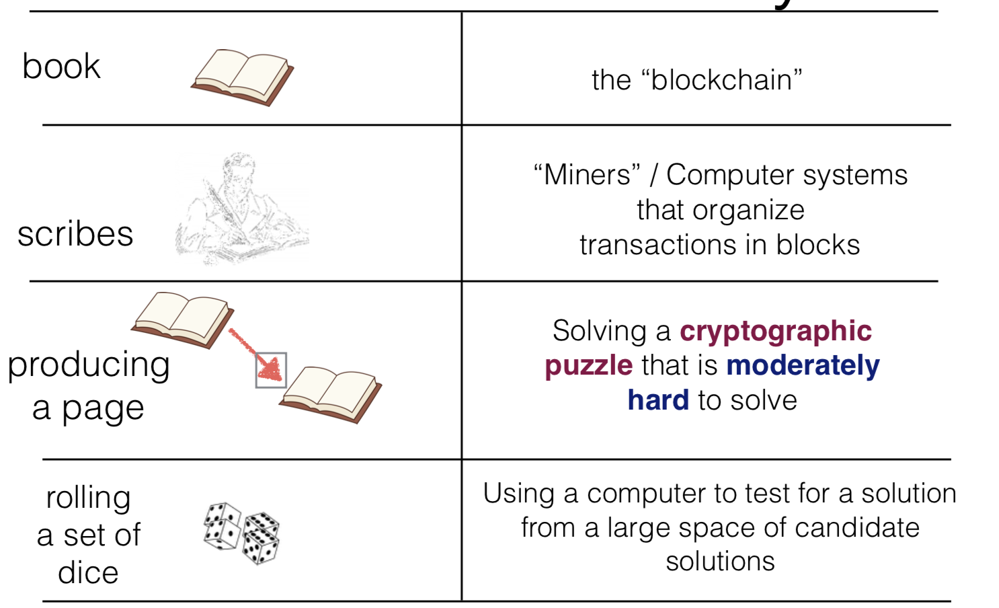 book
the “blockchain”
scribes
“Miners” / Computer systems
that organize
transactions in blocks
producing
a page
Solving a cryptographic
puzzle that is moderately
hard to solve
rolling
a set of
dice
Using a computer to test for a solution
from a large space of candidate
solutions